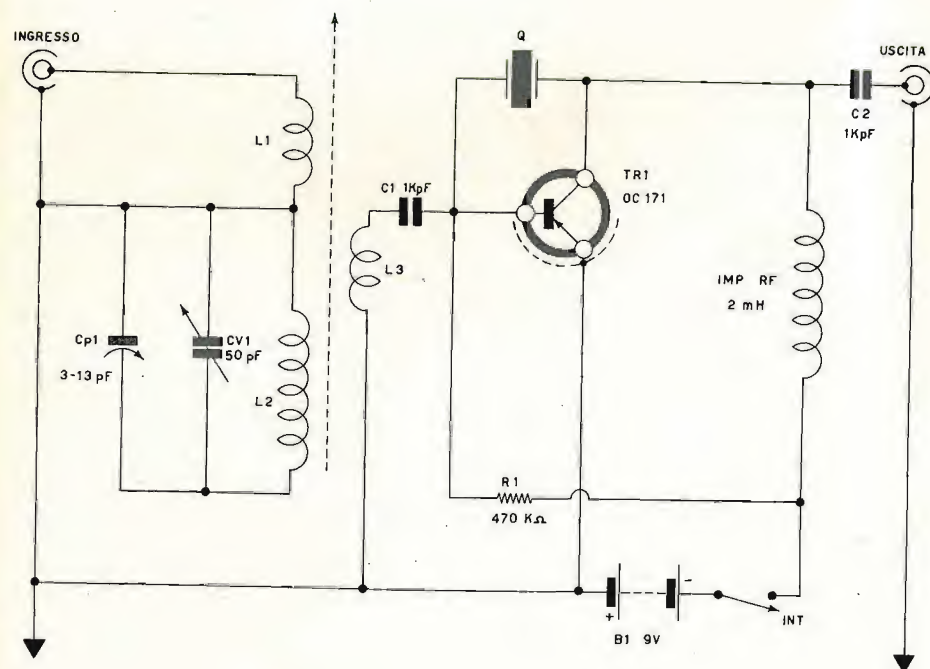 INGRESSO
L1
Cp1
3-13 pF
CV1
50 pF
L2
C1 1KpF
L3
Q
TR1
OC 171
C2
1KpF
USCITA
IMP RF
2 mH
R1
470 KΩ
+
-
B1 9V
INT